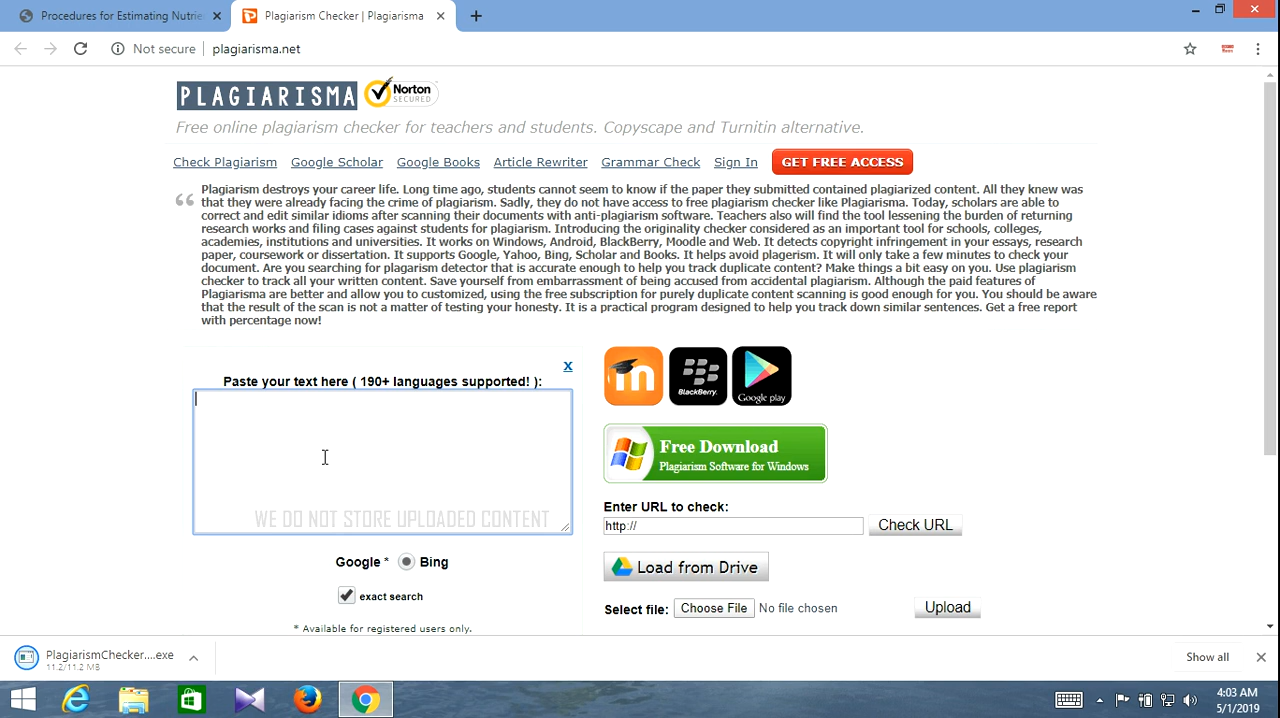 Procedures for Estimating Nutrie
Plagiarism Checker | Plagiarisma
Not secure
plagiarisma.net
PLAGIARISMA
Norton
SECURED
Free online plagiarism checker for teachers and students. Copyscape and Turnitin alternative.
Check Plagiarism Google Scholar Google Books Article Rewriter Grammar Check Sign In GET FREE ACCESS
Plagiarism destroys your career life. Long time ago, students cannot seem to know if the paper they submitted contained plagiarized content. All they knew was
that they were already facing the crime of plagiarism. Sadly, they do not have access to free plagiarism checker like Plagiarisma. Today, scholars are able to
correct and edit similar idioms after scanning their documents with anti-plagiarism software. Teachers also will find the tool lessening the burden of returning
research works and filing cases against students for plagiarism. Introducing the originality checker considered as an important tool for schools, colleges,
academies, institutions and universities. It works on Windows, Android, BlackBerry, Moodle and Web. It detects copyright infringement in your essays, research
paper, coursework or dissertation. It supports Google, Yahoo, Bing, Scholar and Books. It helps avoid plagerism. It will only take a few minutes to check your
document. Are you searching for plagarism detector that is accurate enough to help you track duplicate content? Make things a bit easy on you. Use plagiarism
checker to track all your written content. Save yourself from embarrassment of being accused from accidental plagiarism. Although the paid features of
Plagiarisma are better and allow you to customized, using the free subscription for purely duplicate content scanning is good enough for you. You should be aware
that the result of the scan is not a matter of testing your honesty. It is a practical program designed to help you track down similar sentences. Get a free report
with percentage now!
X
Paste your text here ( 190+ languages supported! ):
WE DO NOT STORE UPLOADED CONTENT
Google * Bing
exact search
* Available for registered users only.
m
BlackBerry.
Google play
Free Download
Plagiarism Software for Windows
Enter URL to check:
http://
Check URL
Load from Drive
Select file: Choose File No file chosen
Upload
PlagiarismChecker....exe
11.2/11.2 MB
Show all
4:03 AM
5/1/2019